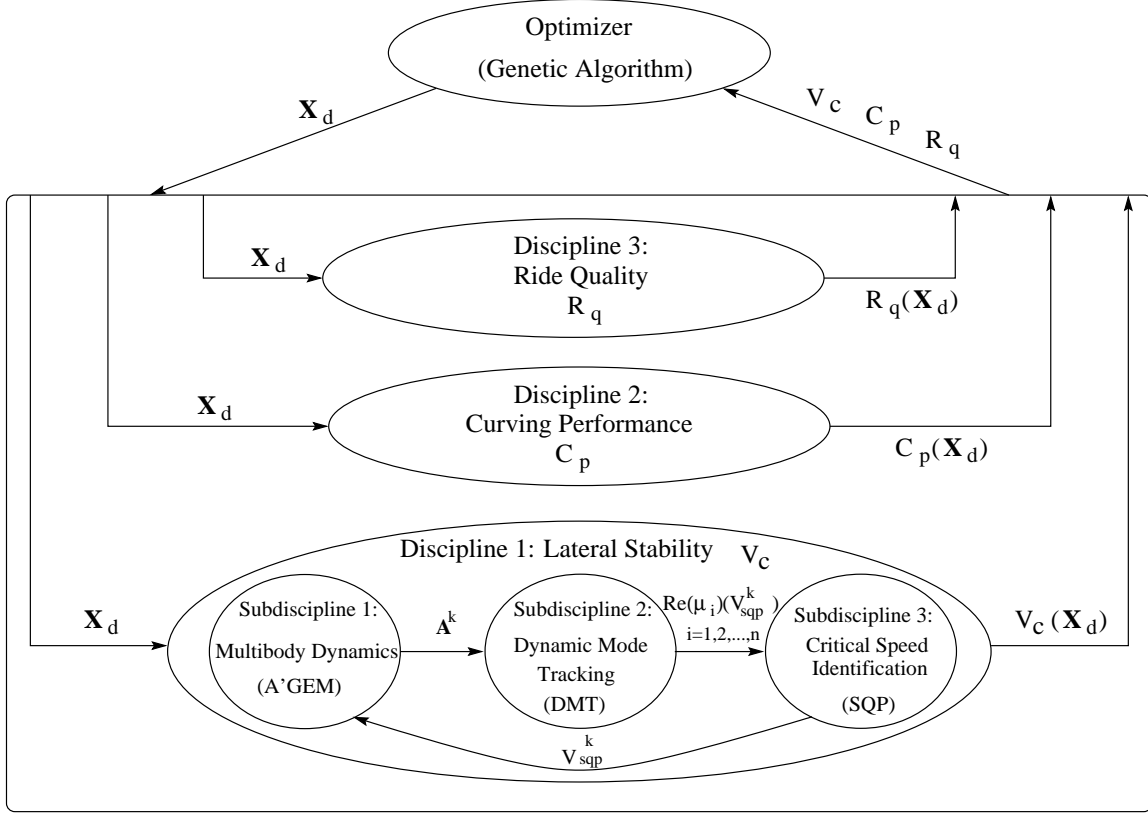 Optimizer
(Genetic Algorithm)
X d
V c C p R q
X d
Discipline 3:
Ride Quality
R q
R q(X d)
X d
Discipline 2:
Curving Performance
C p
C p(X d)
Discipline 1: Lateral Stability V c
X d
Subdiscipline 1:
Multibody Dynamics
(A'GEM)
A^k
Subdiscipline 2:
Dynamic Mode
Tracking
(DMT)
Re(μ i)(V^k sqp)
i=1,2,...,n
Subdiscipline 3:
Critical Speed
Identification
(SQP)
V^k sqp
V c(X d)